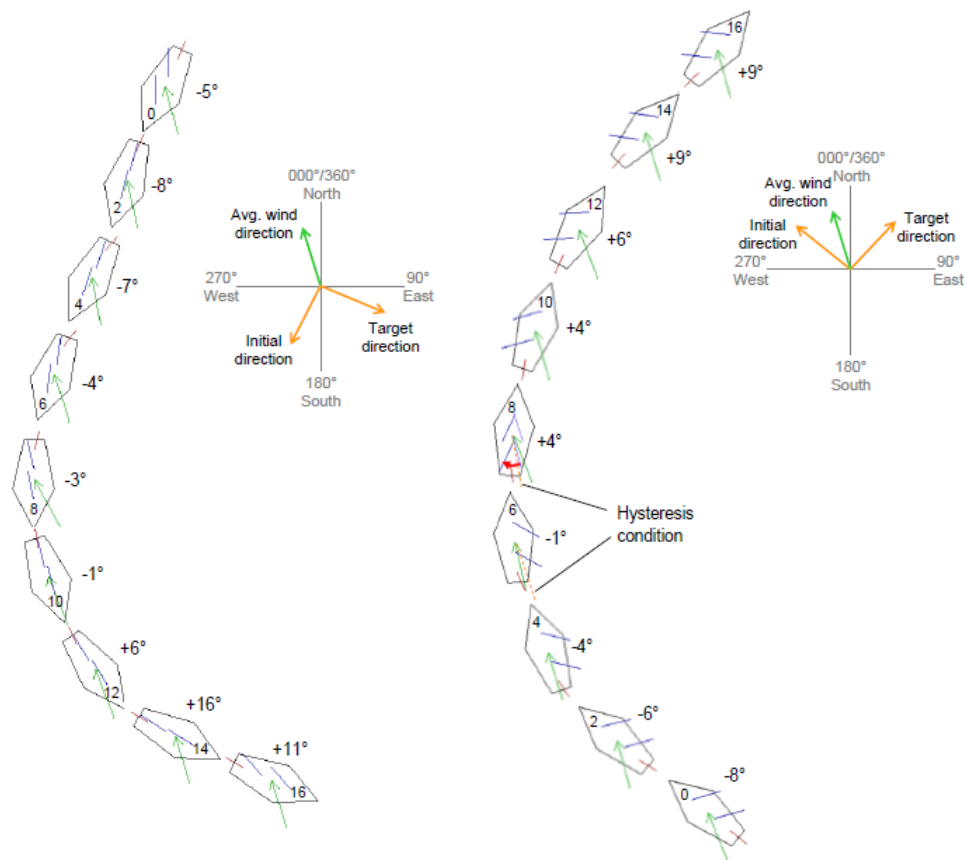 0
-5°
2
-8°
4
-7°
6
-4°
8
-3°
10
-1°
12
+6°
14
+16°
16
+11°
000°/360°
North
Avg. wind
direction
270°
West
90°
East
Initial
direction
Target
direction
180°
South
16
+9°
14
+9°
12
+6°
10
+4°
8
+4°
6
-1°
4
-4°
2
-6°
0
-8°
Hysteresis
condition
000°/360°
North
Avg. wind
direction
Initial
direction
Target
direction
270°
West
90°
East
180°
South